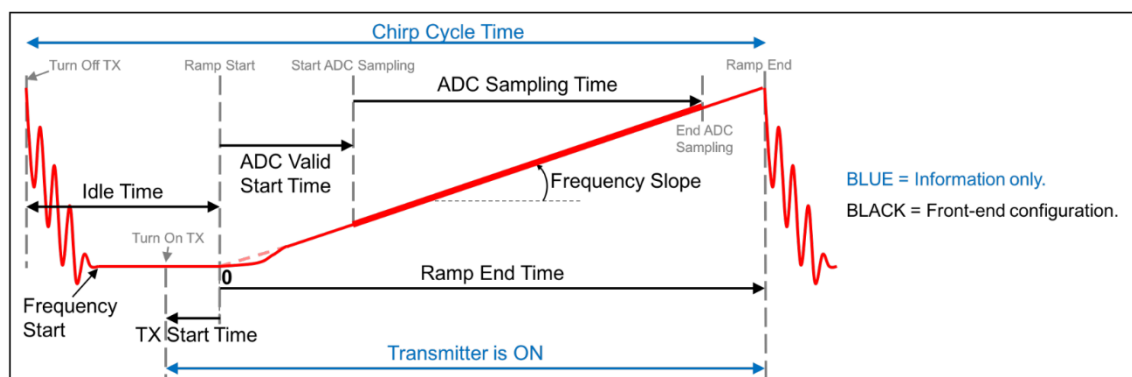 Chirp Cycle Time
Turn Off TX
Ramp Start
Start ADC Sampling
Ramp End
ADC Sampling Time
End ADC
Sampling
ADC Valid
Start Time
Idle Time
Frequency Slope
BLUE = Information only.
BLACK = Front-end configuration.
Turn On TX
0
Ramp End Time
Frequency
Start
TX Start Time
Transmitter is ON